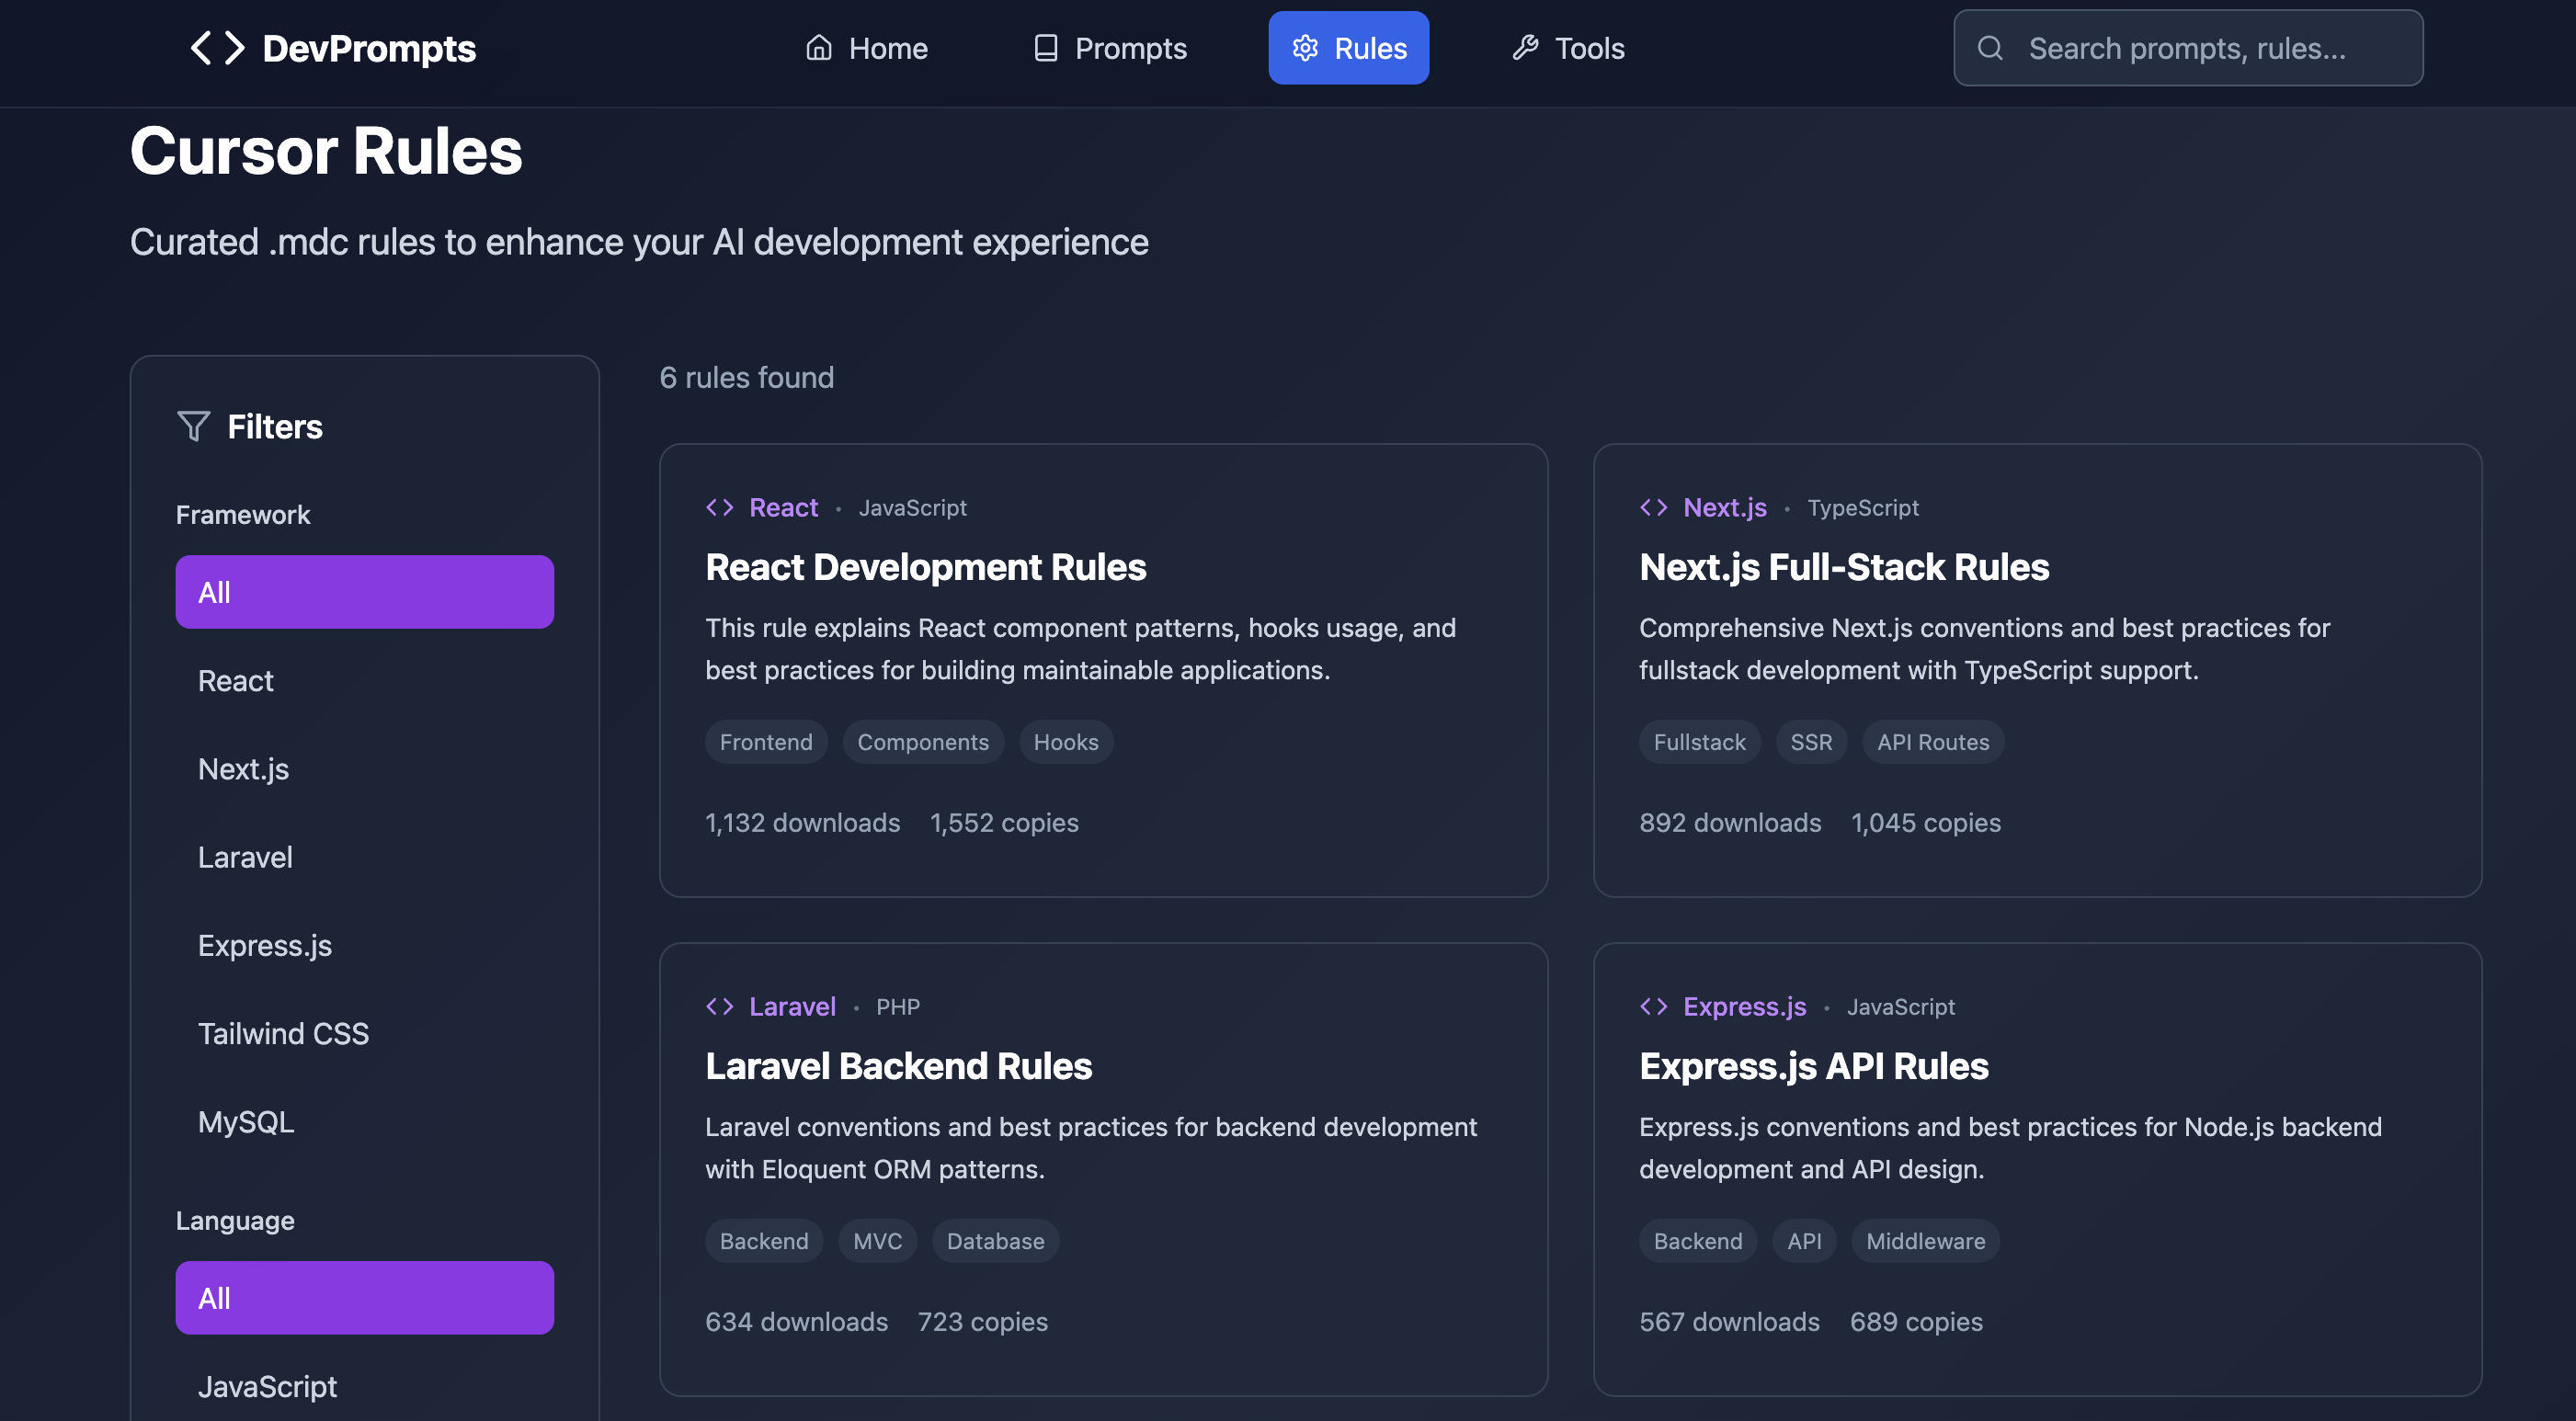 DevPrompts
Home
Prompts
Rules
Tools
Search prompts, rules...
Cursor Rules
Curated .mdc rules to enhance your AI development experience
Filters
Framework
All
React
Next.js
Laravel
Express.js
Tailwind CSS
MySQL
Language
All
JavaScript
6 rules found
React • JavaScript
React Development Rules
This rule explains React component patterns, hooks usage, and
best practices for building maintainable applications.
Frontend
Components
Hooks
1,132 downloads 1,552 copies
Next.js • TypeScript
Next.js Full-Stack Rules
Comprehensive Next.js conventions and best practices for
fullstack development with TypeScript support.
Fullstack
SSR
API Routes
892 downloads 1,045 copies
Laravel • PHP
Laravel Backend Rules
Laravel conventions and best practices for backend development
with Eloquent ORM patterns.
Backend
MVC
Database
634 downloads 723 copies
Express.js • JavaScript
Express.js API Rules
Express.js conventions and best practices for Node.js backend
development and API design.
Backend
API
Middleware
567 downloads 689 copies